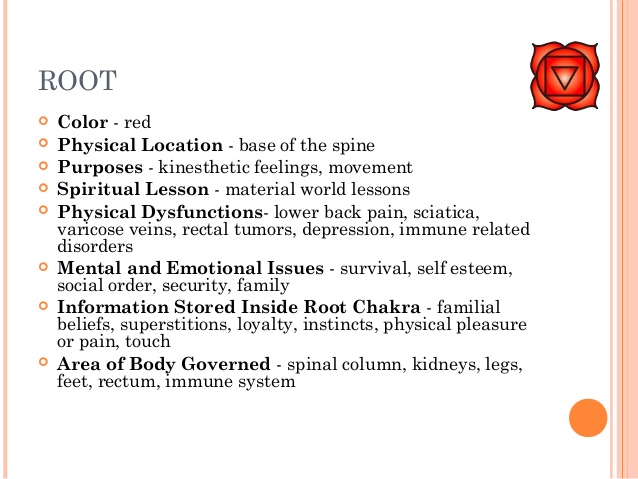 ROOT
Color - red
Physical Location - base of the spine
Purposes - kinesthetic feelings, movement
Spiritual Lesson - material world lessons
Physical Dysfunctions- lower back pain, sciatica,
varicose veins, rectal tumors, depression, immune related
disorders
Mental and Emotional Issues - survival, self esteem,
social order, security, family
Information Stored Inside Root Chakra - familial
beliefs, superstitions, loyalty, instincts, physical pleasure
or pain, touch
Area of Body Governed - spinal column, kidneys, legs,
feet, rectum, immune system